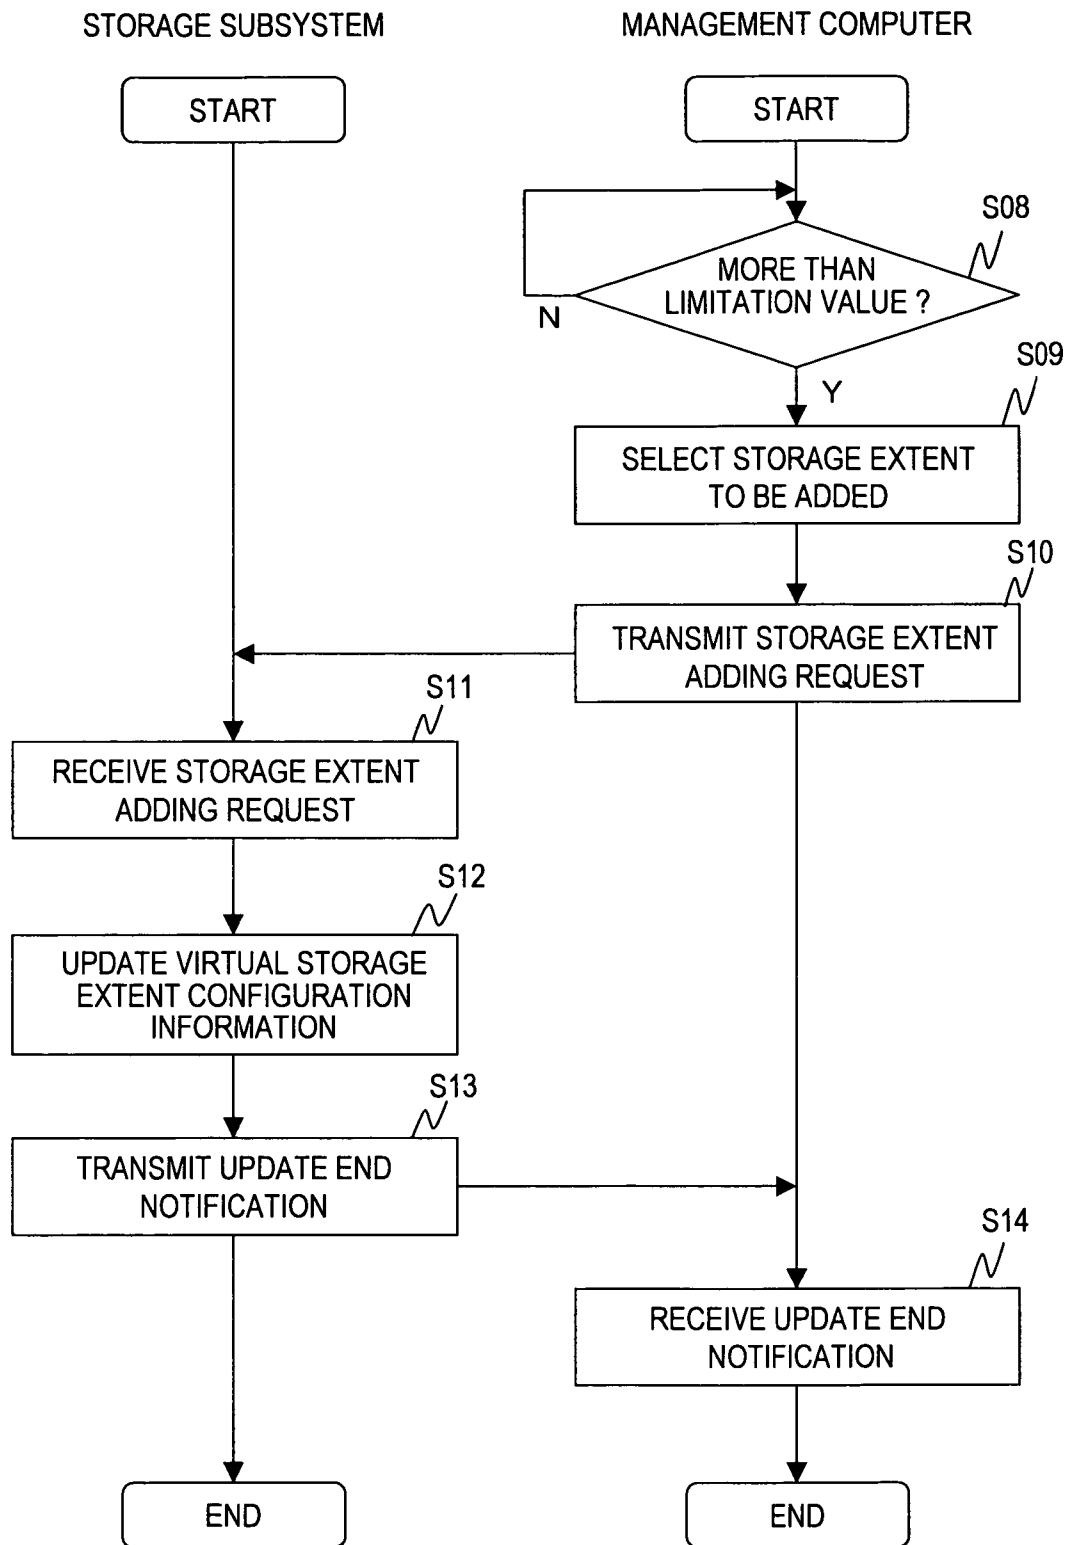 STORAGE SUBSYSTEM
MANAGEMENT COMPUTER
START
START
S08
MORE THAN
LIMITATION VALUE ?
N
Y
S09
SELECT STORAGE EXTENT
TO BE ADDED
S10
TRANSMIT STORAGE EXTENT
ADDING REQUEST
S11
RECEIVE STORAGE EXTENT
ADDING REQUEST
S12
UPDATE VIRTUAL STORAGE
EXTENT CONFIGURATION
INFORMATION
S13
TRANSMIT UPDATE END
NOTIFICATION
S14
RECEIVE UPDATE END
NOTIFICATION
END
END